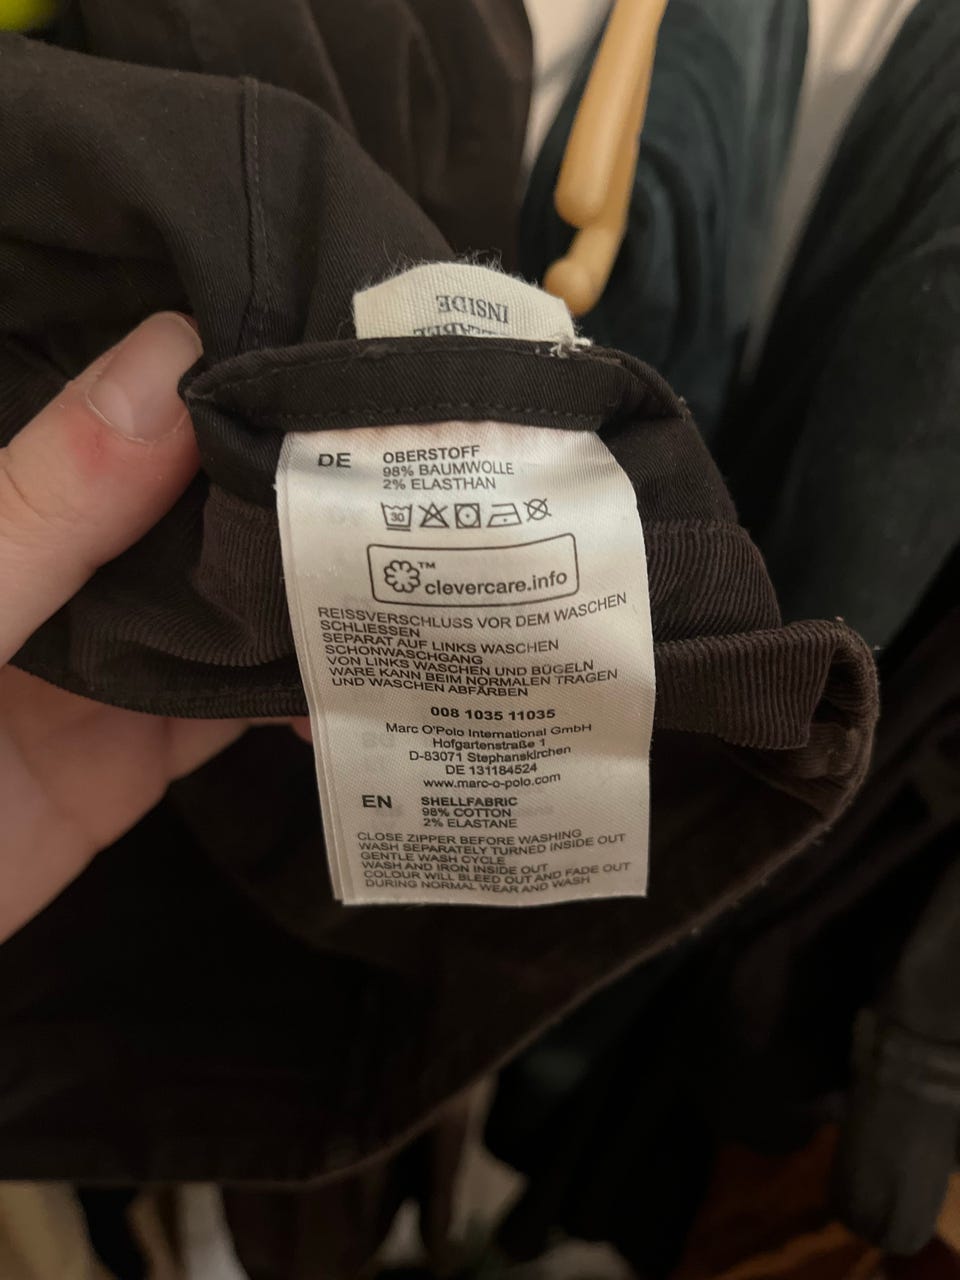 INSIDE
DE OBERSTOFF
98% BAUMWOLLE
2% ELASTHAN
30
™
clevercare.info
REISSVERSCHLUSS VOR DEM WASCHEN
SCHLIESSEN
SEPARAT AUF LINKS WASCHEN
SCHONWASCHGANG
VON LINKS WASCHEN UND BÜGELN
WARE KANN BEIM NORMALEN TRAGEN
UND WASCHEN ABFÄRBEN
008 1035 11035
Marc O'Polo International GmbH
Hofgartenstraße 1
D-83071 Stephanskirchen
DE 131184524
www.marc-o-polo.com
EN SHELLFABRIC
98% COTTON
2% ELASTANE
CLOSE ZIPPER BEFORE WASHING
WASH SEPARATELY TURNED INSIDE OUT
GENTLE WASH CYCLE
WASH AND IRON INSIDE OUT
COLOUR WILL BLEED OUT AND FADE OUT
DURING NORMAL WEAR AND WASH